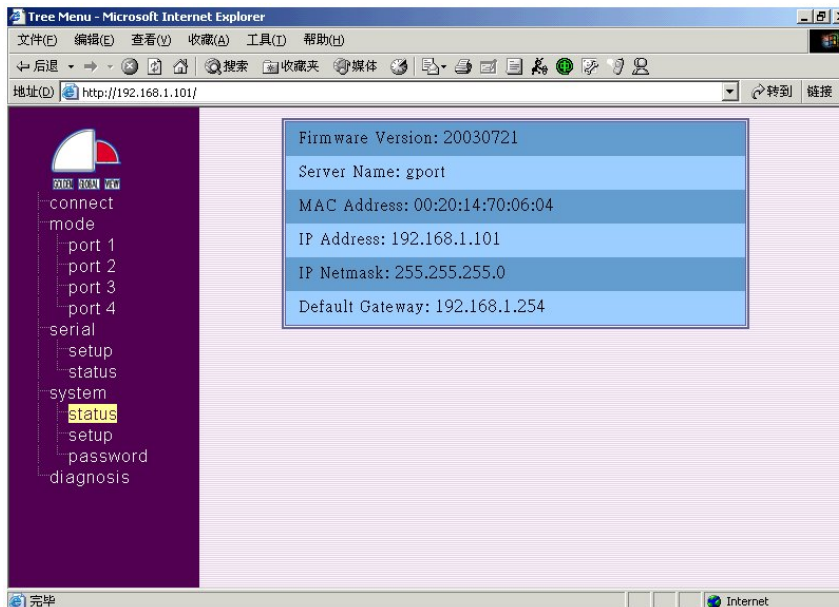 Tree Menu - Microsoft Internet Explorer
文件(F) 编辑(E) 查看(V) 收藏(A) 工具(T) 帮助(H)
后退 搜索 收藏夹 媒体
地址(D) http://192.168.1.101/ 转到 链接
GOLDEN GLOBAL VIEW
connect
mode
port 1
port 2
port 3
port 4
serial
setup
status
system
status
setup
password
diagnosis
Firmware Version: 20030721
Server Name: gport
MAC Address: 00:20:14:70:06:04
IP Address: 192.168.1.101
IP Netmask: 255.255.255.0
Default Gateway: 192.168.1.254
完毕 Internet